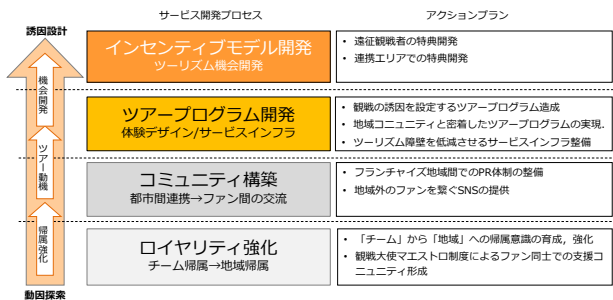 サービス開発プロセス
アクションプラン
誘因設計
インセンティブモデル開発
ツーリズム機会開発
• 遠征観戦者の特典開発
• 連携エリアでの特典開発
機会開発
ツアープログラム開発
体験デザイン/サービスインフラ
• 観戦の誘因を設定するツアープログラム造成
• 地域コニュニティと密着したツアープログラムの実現.
• ツーリズム障壁を低減させるサービスインフラ整備
ツアー動機
コミュニティ構築
都市間連携→ファン間の交流
• フランチャイズ地域間でのPR体制の整備
• 地域外のファンを繋ぐSNSの提供
帰属強化
ロイヤリティ強化
チーム帰属→地域帰属
• 「チーム」から「地域」への帰属意識の育成，強化
• 観戦大使マエストロ制度によるファン同士での支援コ
ニュニティ形成
動因探索